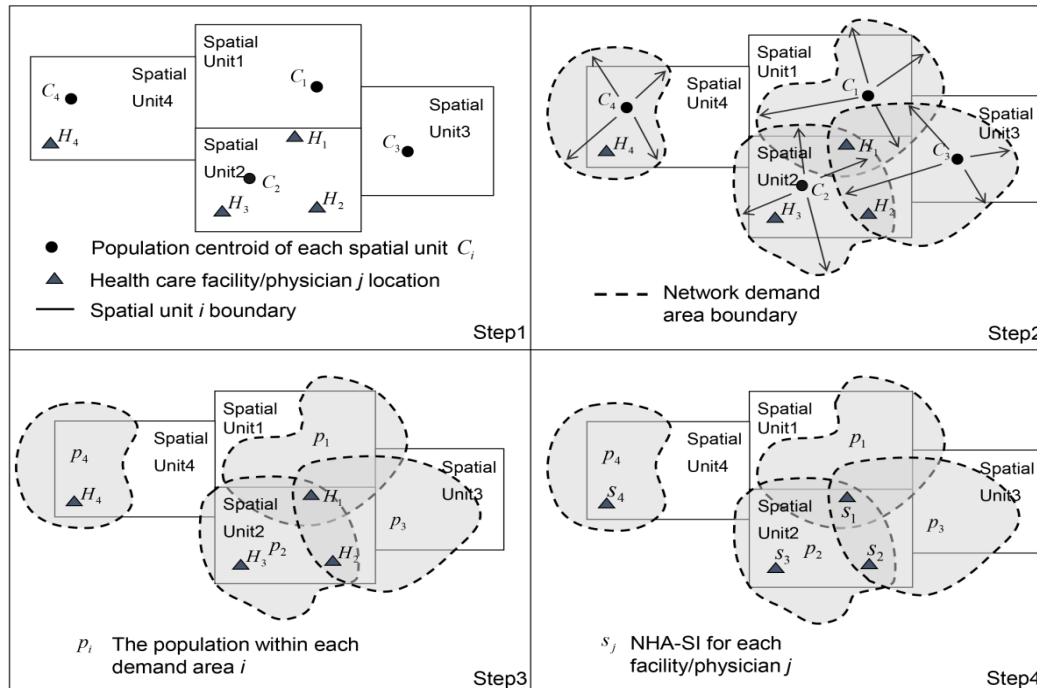 Spatial
Unit1
Spatial
Unit4
C₄
C₁
Spatial
Unit3
H₄
H₁
C₃
Spatial
Unit2
C₂
H₃
H₂
Population centroid of each spatial unit Cᵢ
Health care facility/physician j location
Spatial unit i boundary
Step1
Spatial
Unit1
Spatial
Unit4
C₁
C₄
Spatial
Unit3
H₄
H₁
C₃
Spatial
Unit2
C₂
H₃
H₂
Network demand
area boundary
Step2
Spatial
Unit1
Spatial
Unit4
p₁
p₄
Spatial
Unit3
H₄
H₁
Spatial
Unit2
p₃
p₂
H₃
H₂
pᵢ The population within each
demand area i
Step3
Spatial
Unit1
Spatial
Unit4
p₁
p₄
Spatial
Unit3
s₄
s₁
Spatial
Unit2
p₃
p₂
s₃
s₂
sⱼ NHA-SI for each
facility/physician j
Step4